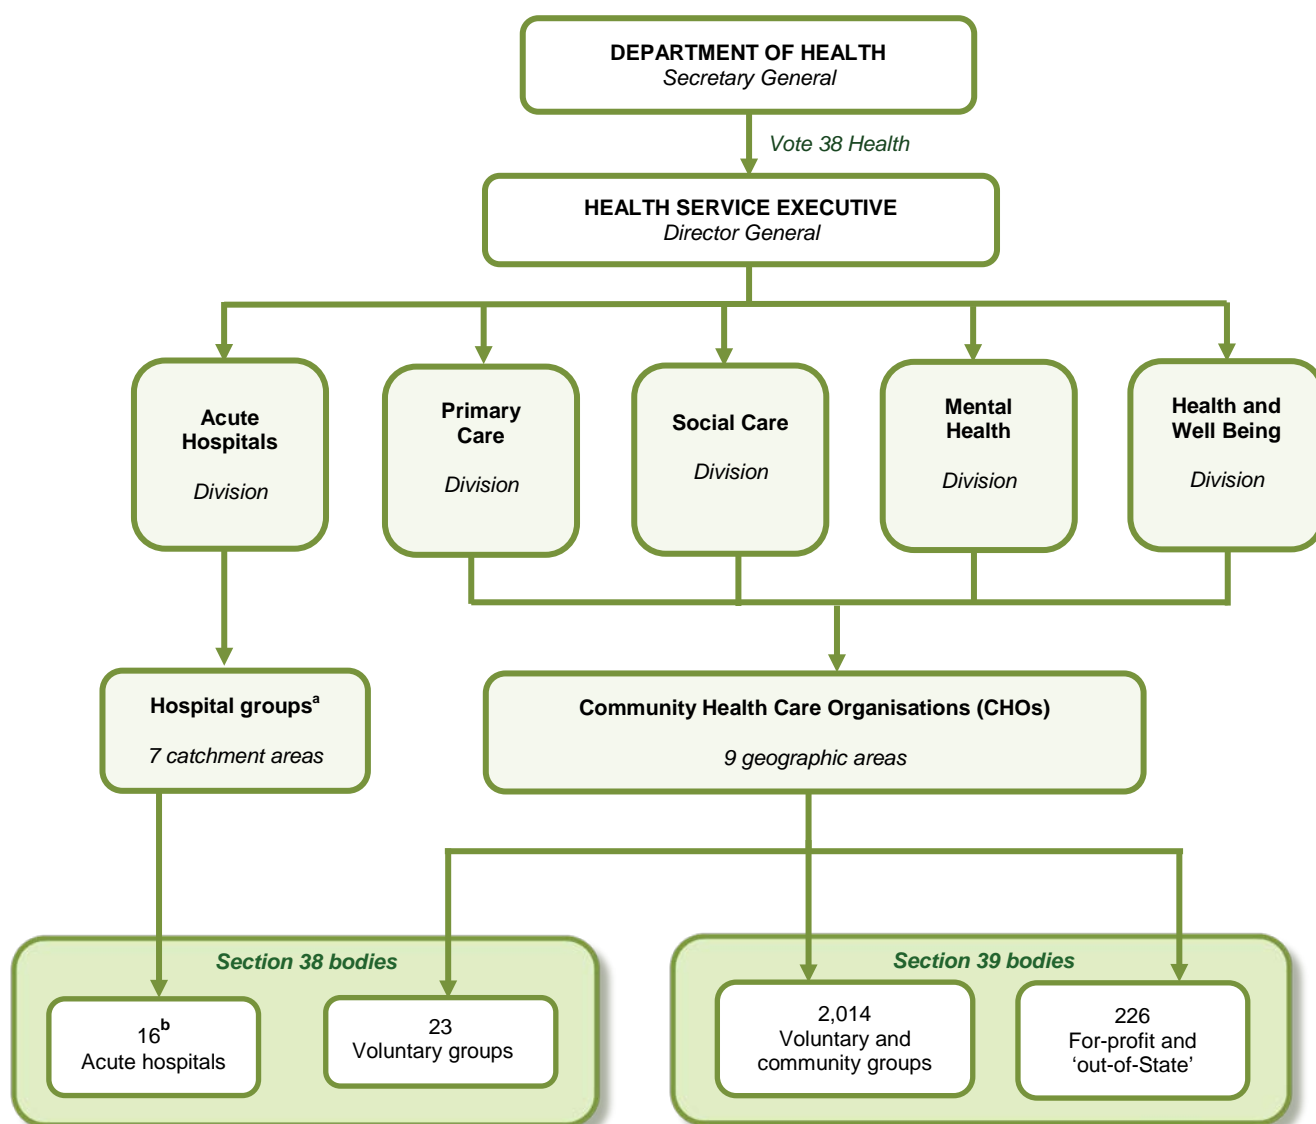 DEPARTMENT OF HEALTH
Secretary General
Vote 38 Health
HEALTH SERVICE EXECUTIVE
Director General
Acute
Hospitals
Division
Primary
Care
Division
Social Care
Division
Mental
Health
Division
Health and
Well Being
Division
Hospital groupsᵃ
7 catchment areas
Community Health Care Organisations (CHOs)
9 geographic areas
Section 38 bodies
16ᵇ
Acute hospitals
23
Voluntary groups
Section 39 bodies
2,014
Voluntary and
community groups
226
For-profit and
‘out-of-State’